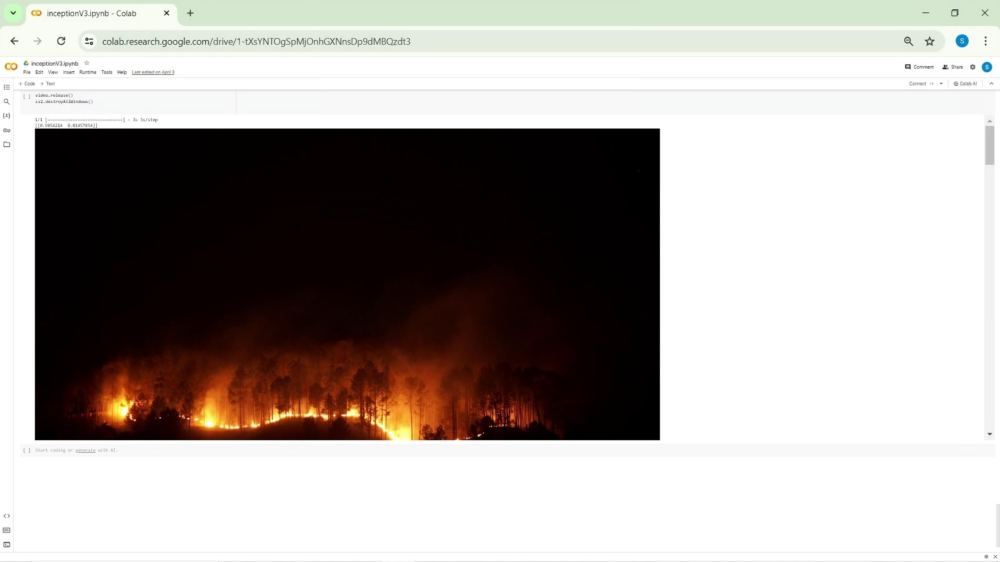 inceptionV3.ipynb - Colab
colab.research.google.com/drive/1-tXsYNTOgSpMjOnhGXNnsDp9dMBQzdt3
S
CO inceptionV3.ipynb
Comment Share S
File Edit View Insert Runtime Tools Help Last edited on April
+ Code + Text Connect Colab AI
[ ] video.release()
cv2.destroyAllWindows()
{x}
1/1 [==============================] - 3s 3s/step
[[0.9854214 0.01457854]]
[ ] Start coding or generate with AI.